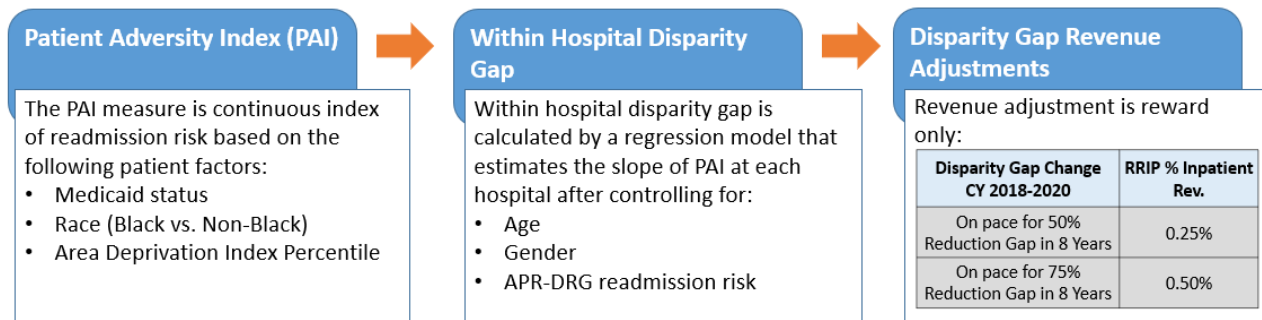 Patient Adversity Index (PAI)
The PAI measure is continuous index
of readmission risk based on the
following patient factors:
• Medicaid status
• Race (Black vs. Non-Black)
• Area Deprivation Index Percentile
Within Hospital Disparity
Gap
Within hospital disparity gap is
calculated by a regression model that
estimates the slope of PAI at each
hospital after controlling for:
• Age
• Gender
• APR-DRG readmission risk
Disparity Gap Revenue
Adjustments
Revenue adjustment is reward
only:
Disparity Gap Change
CY 2018-2020
RRIP % Inpatient
Rev.
On pace for 50%
Reduction Gap in 8 Years
0.25%
On pace for 75%
Reduction Gap in 8 Years
0.50%